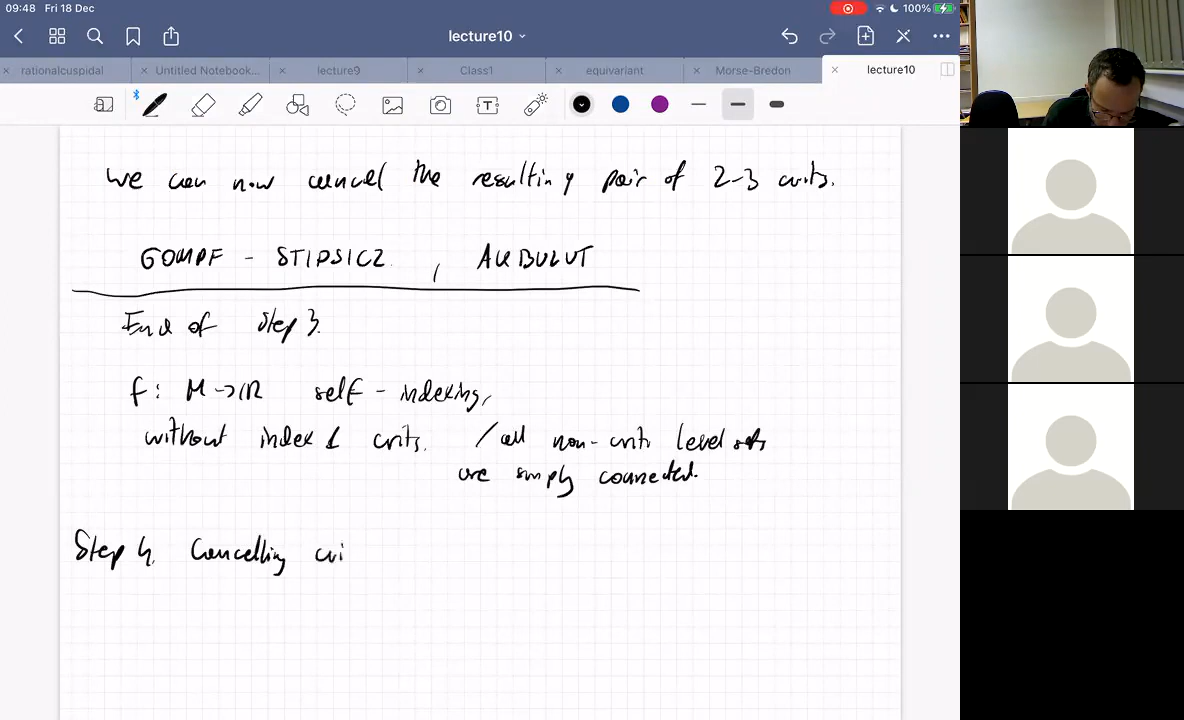 09:48 Fri 18 Dec
100%
lecture10
rationalcuspidal
Untitled Notebook...
lecture9
Class1
equivariant
Morse-Bredon
lecture10
we can now cancel the resulting pair of 2-3 crits.
GOMPF - STIPSICZ , AKBULUT
End of Step 3.
f: M → IR self-indexing,
without index 1 crits. / all non-crit level sets
are simply connected.
Step 4. Cancelling cri